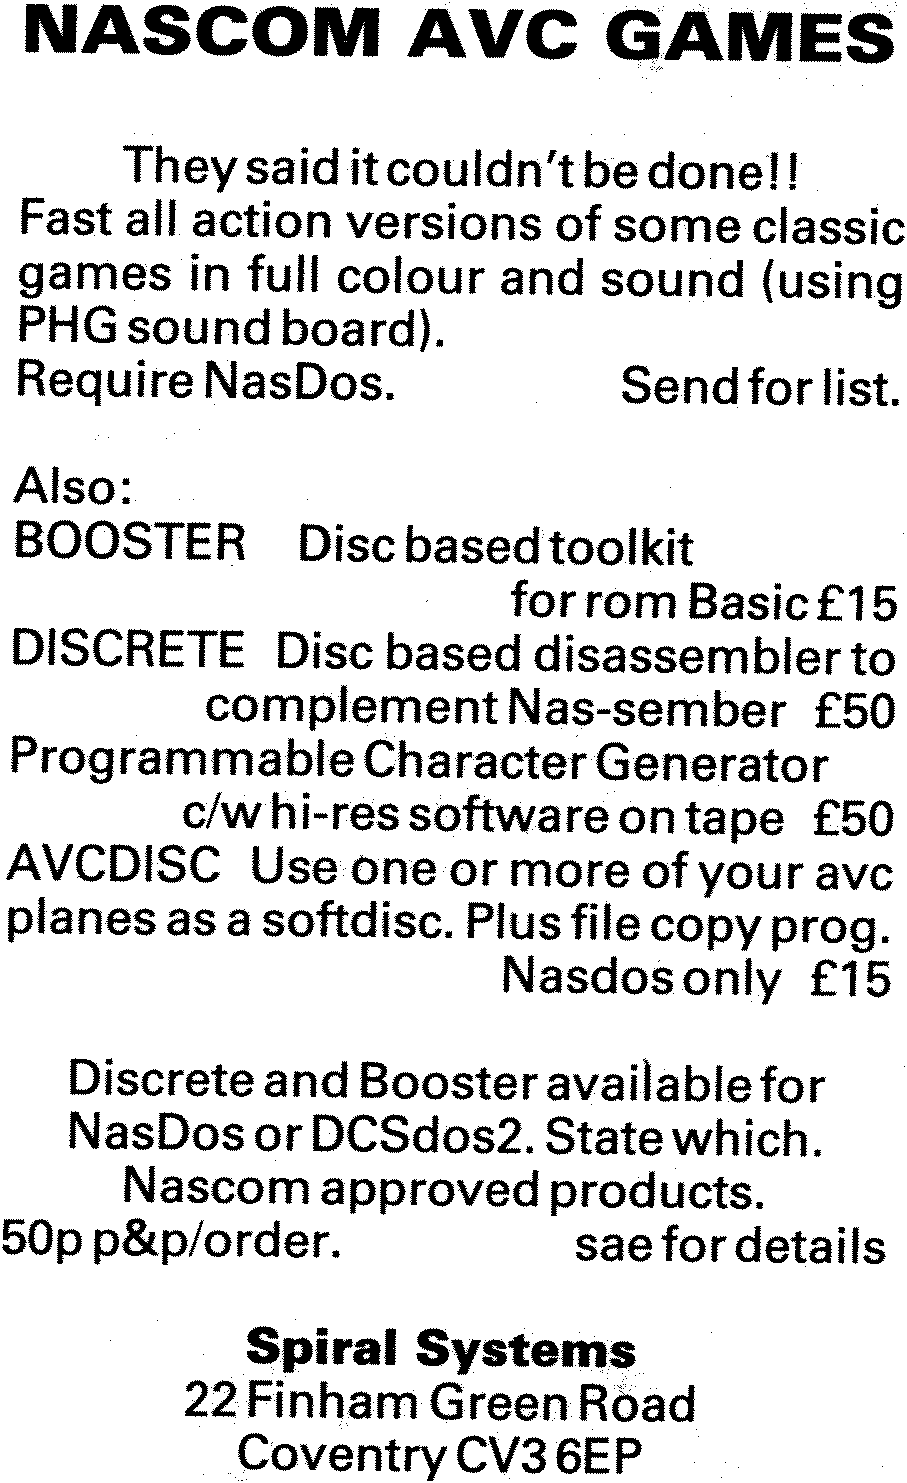 NASCOM AVC GAMES
They said it couldn't be done!!
Fast all action versions of some classic
games in full colour and sound (using
PHG sound board).
Require NasDos. Send for list.
Also:
BOOSTER Disc based toolkit
for rom Basic £15
DISCRETE Disc based disassembler to
complement Nas-sember £50
Programmable Character Generator
c/w hi-res software on tape £50
AVCDISC Use one or more of your avc
planes as a softdisc. Plus file copy prog.
Nasdos only £15
Discrete and Booster available for
NasDos or DCSdos2. State which.
Nascom approved products.
50p p&p/order. sae for details
Spiral Systems
22 Finham Green Road
Coventry CV3 6EP